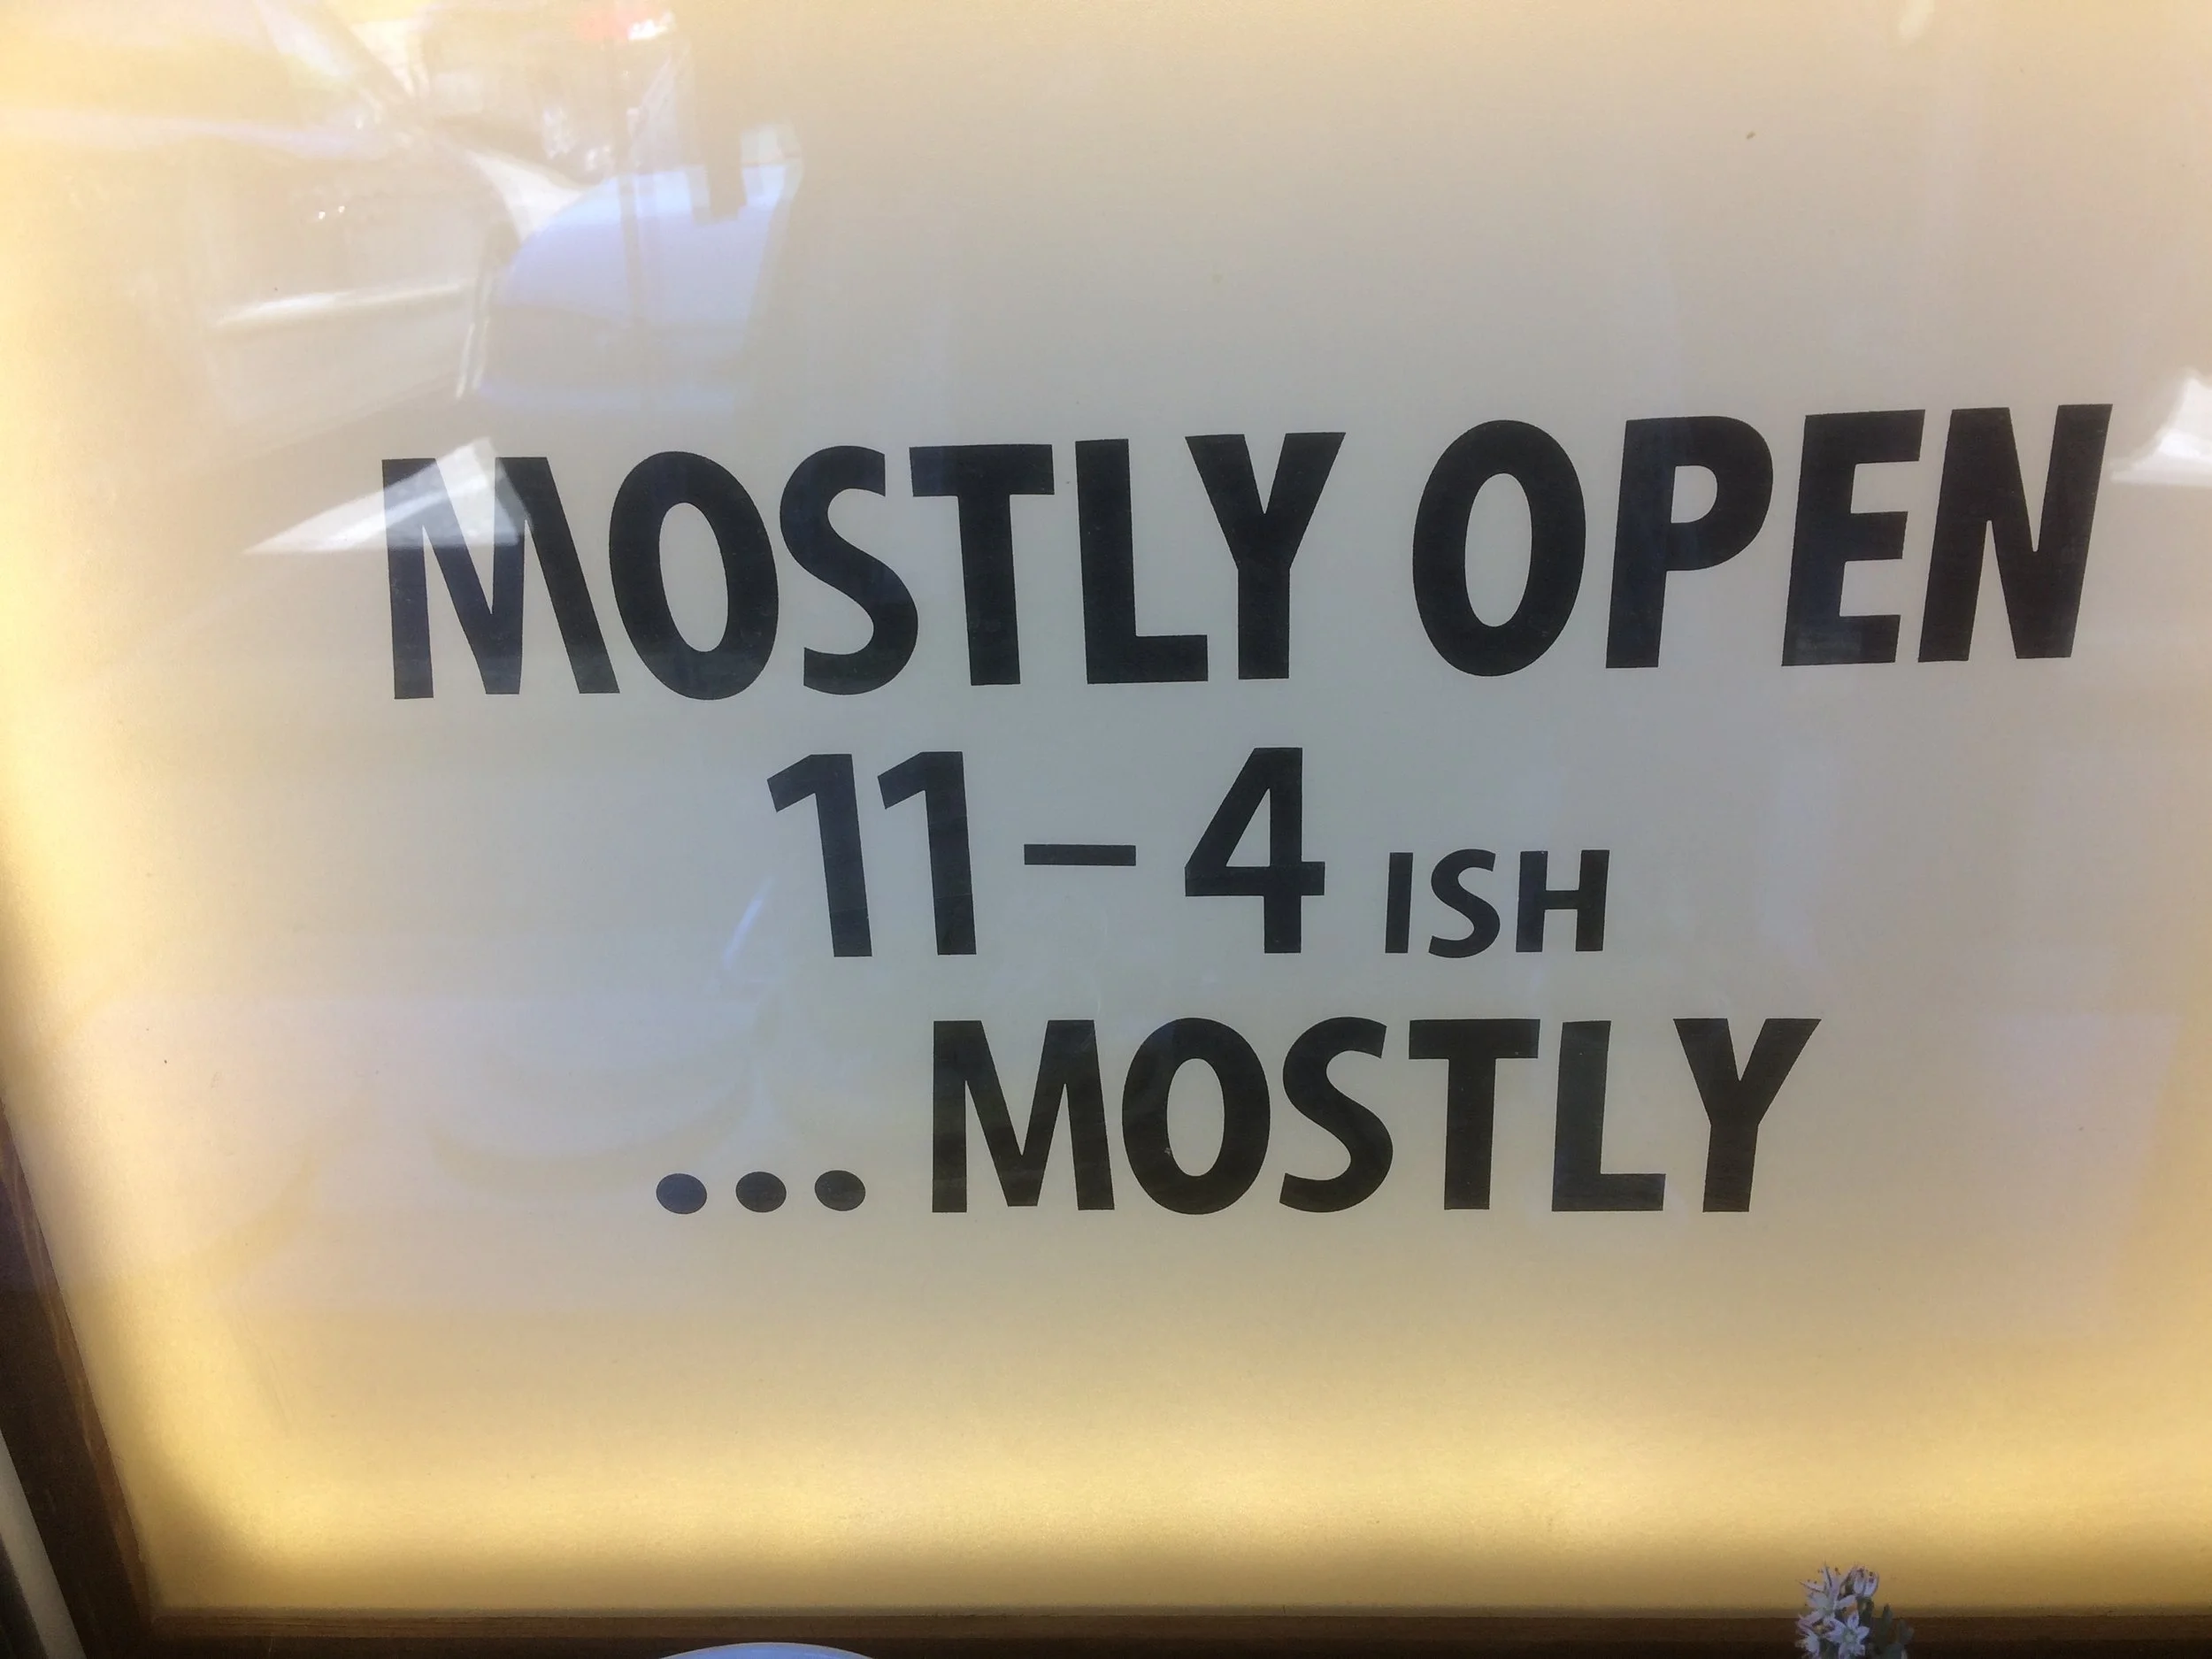 MOSTLY OPEN
11 – 4 ISH
... MOSTLY